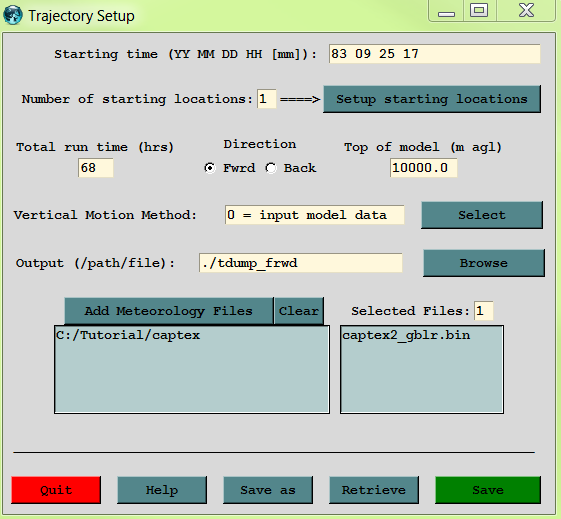 Trajectory Setup
Starting time (YY MM DD HH [mm]): 83 09 25 17
Number of starting locations: 1 ====> Setup starting locations
Total run time (hrs) Direction Top of model (m agl)
68 Fwrd Back 10000.0
Vertical Motion Method: 0 = input model data Select
Output (/path/file): ./tdump_frwd Browse
Add Meteorology Files Clear Selected Files: 1
C:/Tutorial/captex captex2_gblr.bin
Quit Help Save as Retrieve Save